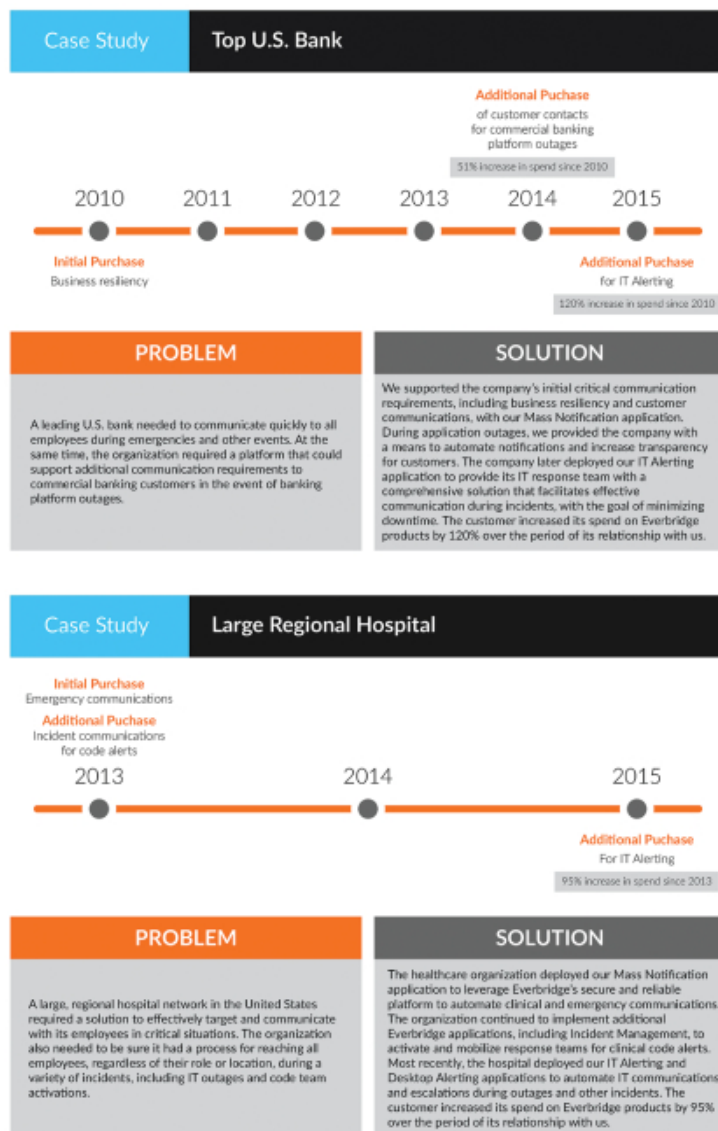 Case Study
Top U.S. Bank
Additional Puchase
of customer contacts
for commercial banking
platform outages
51% increase in spend since 2010
2010 2011 2012 2013 2014 2015
Initial Purchase
Business resiliency
Additional Puchase
for IT Alerting
120% increase in spend since 2010
PROBLEM
A leading U.S. bank needed to communicate quickly to all
employees during emergencies and other events. At the
same time, the organization required a platform that could
support additional communication requirements to
commercial banking customers in the event of banking
platform outages.
SOLUTION
We supported the company's initial critical communication
requirements, including business resiliency and customer
communications, with our Mass Notification application.
During application outages, we provided the company with
a means to automate notifications and increase transparency
for customers. The company later deployed our IT Alerting
application to provide its IT response team with a
comprehensive solution that facilitates effective
communication during incidents, with the goal of minimizing
downtime. The customer increased its spend on Everbridge
products by 120% over the period of its relationship with us.
Case Study
Large Regional Hospital
Initial Purchase
Emergency communications
Additional Puchase
Incident communications
for code alerts
2013 2014 2015
Additional Puchase
For IT Alerting
95% increase in spend since 2013
PROBLEM
A large, regional hospital network in the United States
required a solution to effectively target and communicate
with its employees in critical situations. The organization
also needed to be sure it had a process for reaching all
employees, regardless of their role or location, during a
variety of incidents, including IT outages and code team
activations.
SOLUTION
The healthcare organization deployed our Mass Notification
application to leverage Everbridge's secure and reliable
platform to automate clinical and emergency communications
The organization continued to implement additional
Everbridge applications, including Incident Management, to
activate and mobilize response teams for clinical code alerts.
Most recently, the hospital deployed our IT Alerting and
Desktop Alerting applications to automate IT communications
and escalations during outages and other incidents. The
customer increased its spend on Everbridge products by 95%
over the period of its relationship with us.